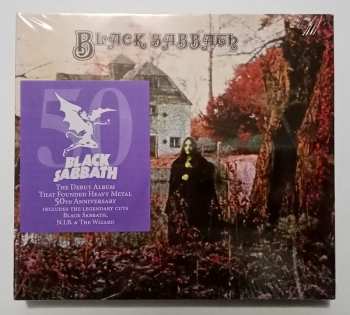 BLACK SABBATH
50
BLACK
SABBATH
THE DEBUT ALBUM
THAT FOUNDED HEAVY METAL
50TH ANNIVERSARY
INCLUDES THE LEGENDARY CUTS
BLACK SABBATH,
N.I.B. & THE WIZARD